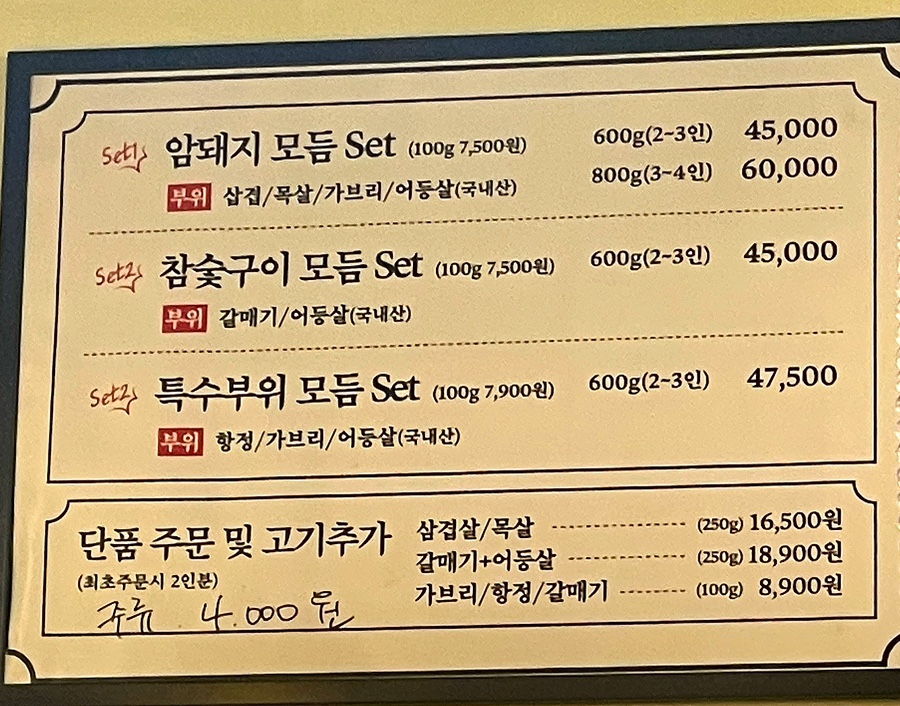 Set1 암돼지 모듬 Set (100g 7,500원) 600g(2~3인) 45,000
800g(3~4인) 60,000
부위 삼겹/목살/가브리/어등살(국내산)
Set2 참숯구이 모듬 Set (100g 7,500원) 600g(2~3인) 45,000
부위 갈매기/어등살(국내산)
Set2 특수부위 모듬 Set (100g 7,900원) 600g(2~3인) 47,500
부위 항정/가브리/어등살(국내산)
단품 주문 및 고기추가
(최초주문시 2인분)
주류 4.000 원
삼겹살/목살 (250g) 16,500원
갈매기+어등살 (250g) 18,900원
가브리/항정/갈매기 (100g) 8,900원